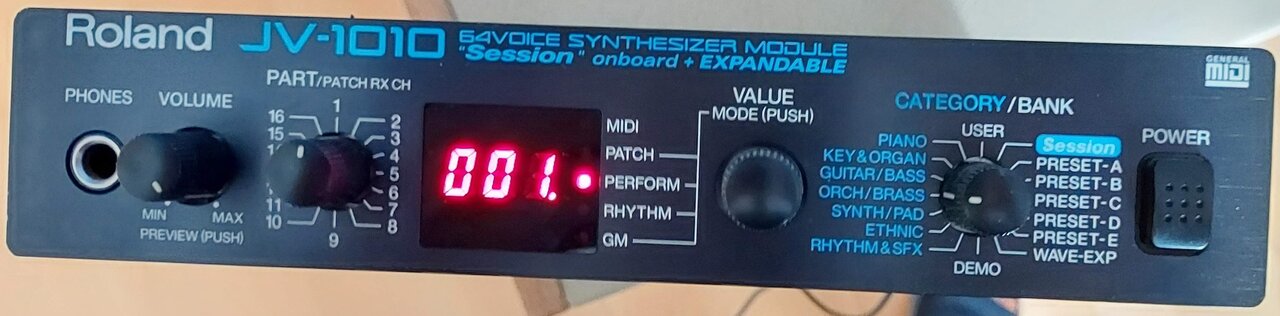 Roland JV-1010 64VOICE SYNTHESIZER MODULE
"Session" onboard + EXPANDABLE
GENERAL
MIDI
PHONES
VOLUME
MIN
MAX
PREVIEW (PUSH)
PART/PATCH RX CH
1
2
3
4
5
6
7
8
9
10
11
15
16
001.
MIDI
PATCH
PERFORM
RHYTHM
GM
VALUE
MODE (PUSH)
CATEGORY/BANK
PIANO
KEY & ORGAN
GUITAR/BASS
ORCH/BRASS
SYNTH/PAD
ETHNIC
RHYTHM & SFX
USER
Session
PRESET-A
PRESET-B
PRESET-C
PRESET-D
PRESET-E
WAVE-EXP
DEMO
POWER